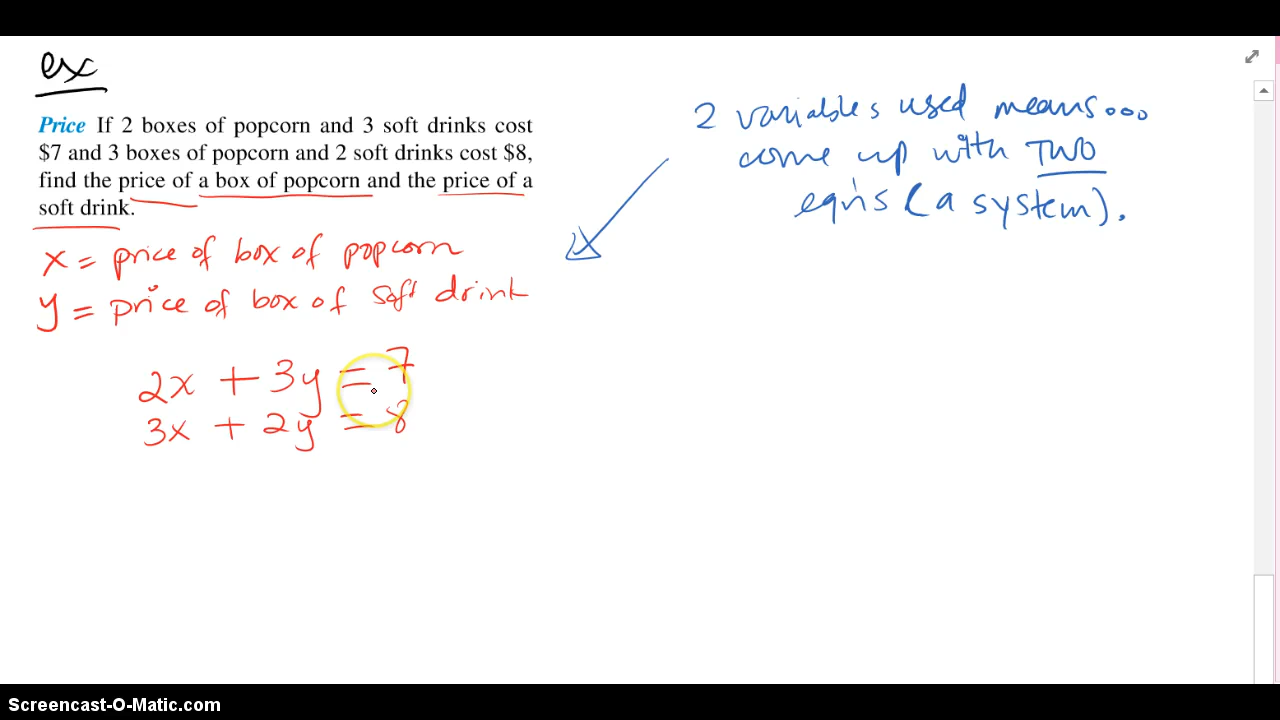 ex
Price If 2 boxes of popcorn and 3 soft drinks cost
$7 and 3 boxes of popcorn and 2 soft drinks cost $8,
find the price of a box of popcorn and the price of a
soft drink.
x = price of box of popcorn
y = price of box of soft drink
2x + 3y = 7
3x + 2y = 8
2 variables used means...
come up with TWO
eqn's (a system).
Screencast-O-Matic.com